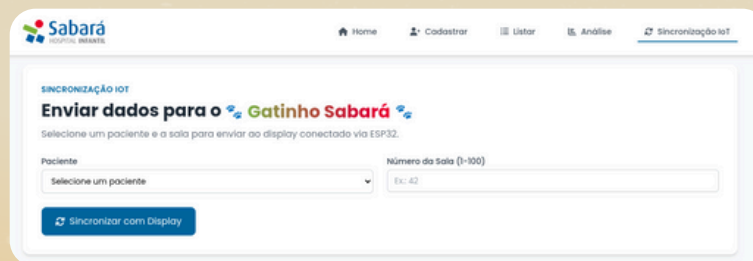 Sabará
HOSPITAL INFANTIL
Home
Cadastrar
Listar
Análise
Sincronização IoT
SINCRONIZAÇÃO IOT
Enviar dados para o 🐾 Gatinho Sabará 🐾
Selecione um paciente e a sala para enviar ao display conectado via ESP32.
Paciente
Número da Sala (1-100)
Selecione um paciente
Ex: 42
Sincronizar com Display